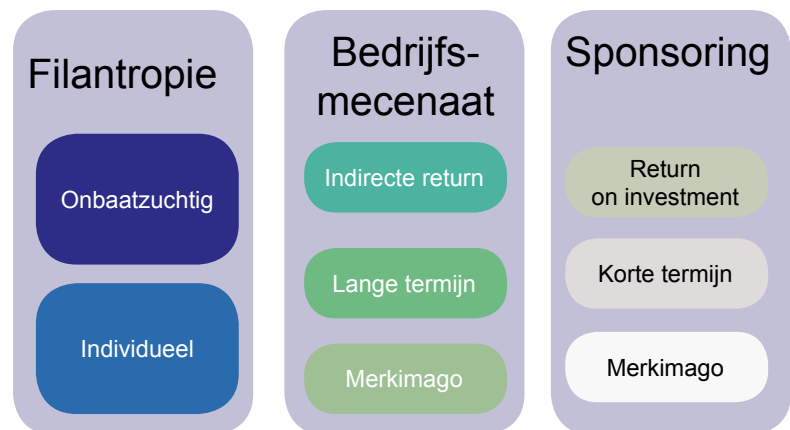 Filantropie
Onbaatzuchtig
Individueel
Bedrijfs-
mecenaat
Indirecte return
Lange termijn
Merkimago
Sponsoring
Return
on investment
Korte termijn
Merkimago